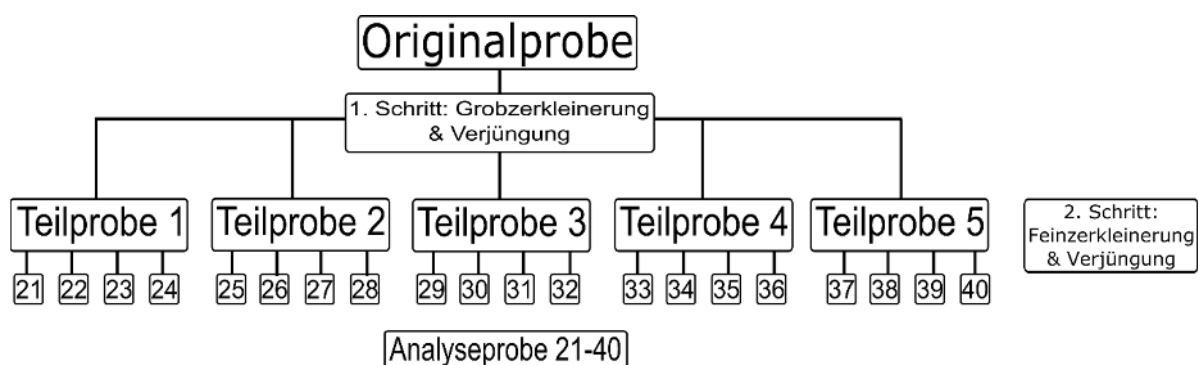 Originalprobe
1. Schritt: Grobzerkleinerung
& Verjüngung
Teilprobe 1 Teilprobe 2 Teilprobe 3 Teilprobe 4 Teilprobe 5
2. Schritt:
Feinzerkleinerung
& Verjüngung
21 22 23 24 25 26 27 28 29 30 31 32 33 34 35 36 37 38 39 40
Analyseprobe 21-40